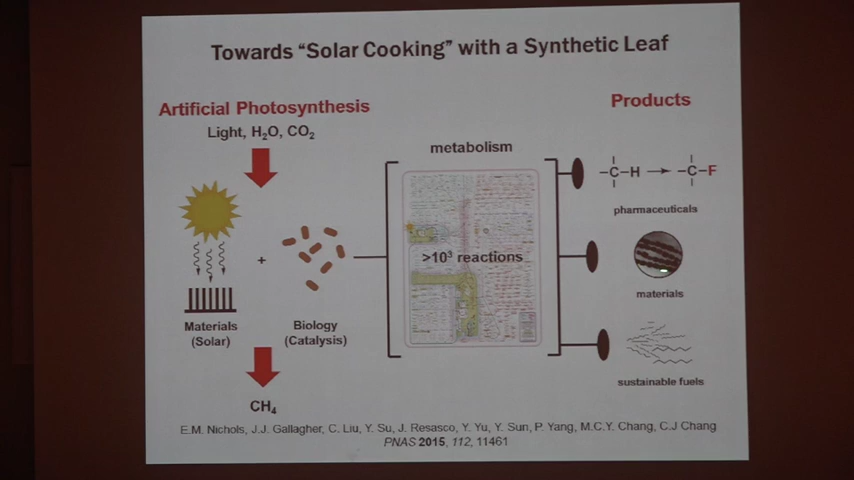 Towards “Solar Cooking” with a Synthetic Leaf
Artificial Photosynthesis
Light, H₂O, CO₂
+
Materials
(Solar)
Biology
(Catalysis)
CH₄
metabolism
>10³ reactions
Products
–C–H → –C–F
pharmaceuticals
materials
sustainable fuels
E.M. Nichols, J.J. Gallagher, C. Liu, Y. Su, J. Resasco, Y. Yu, Y. Sun, P. Yang, M.C.Y. Chang, C.J Chang
PNAS 2015, 112, 11461